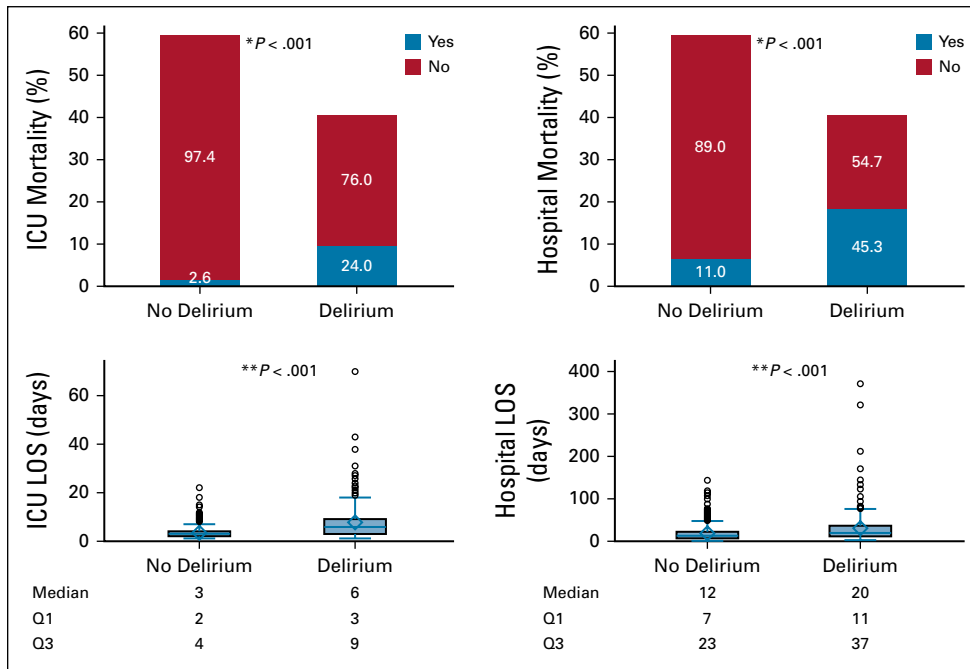 ICU Mortality (%)
60
50
40
30
20
10
0
*P < .001
Yes
No
97.4
2.6
76.0
24.0
No Delirium
Delirium
Hospital Mortality (%)
60
50
40
30
20
10
0
*P < .001
Yes
No
89.0
11.0
54.7
45.3
No Delirium
Delirium
ICU LOS (days)
60
40
20
0
**P < .001
No Delirium
Delirium
Median 3 6
Q1 2 3
Q3 4 9
Hospital LOS
(days)
400
300
200
100
0
**P < .001
No Delirium
Delirium
Median 12 20
Q1 7 11
Q3 23 37